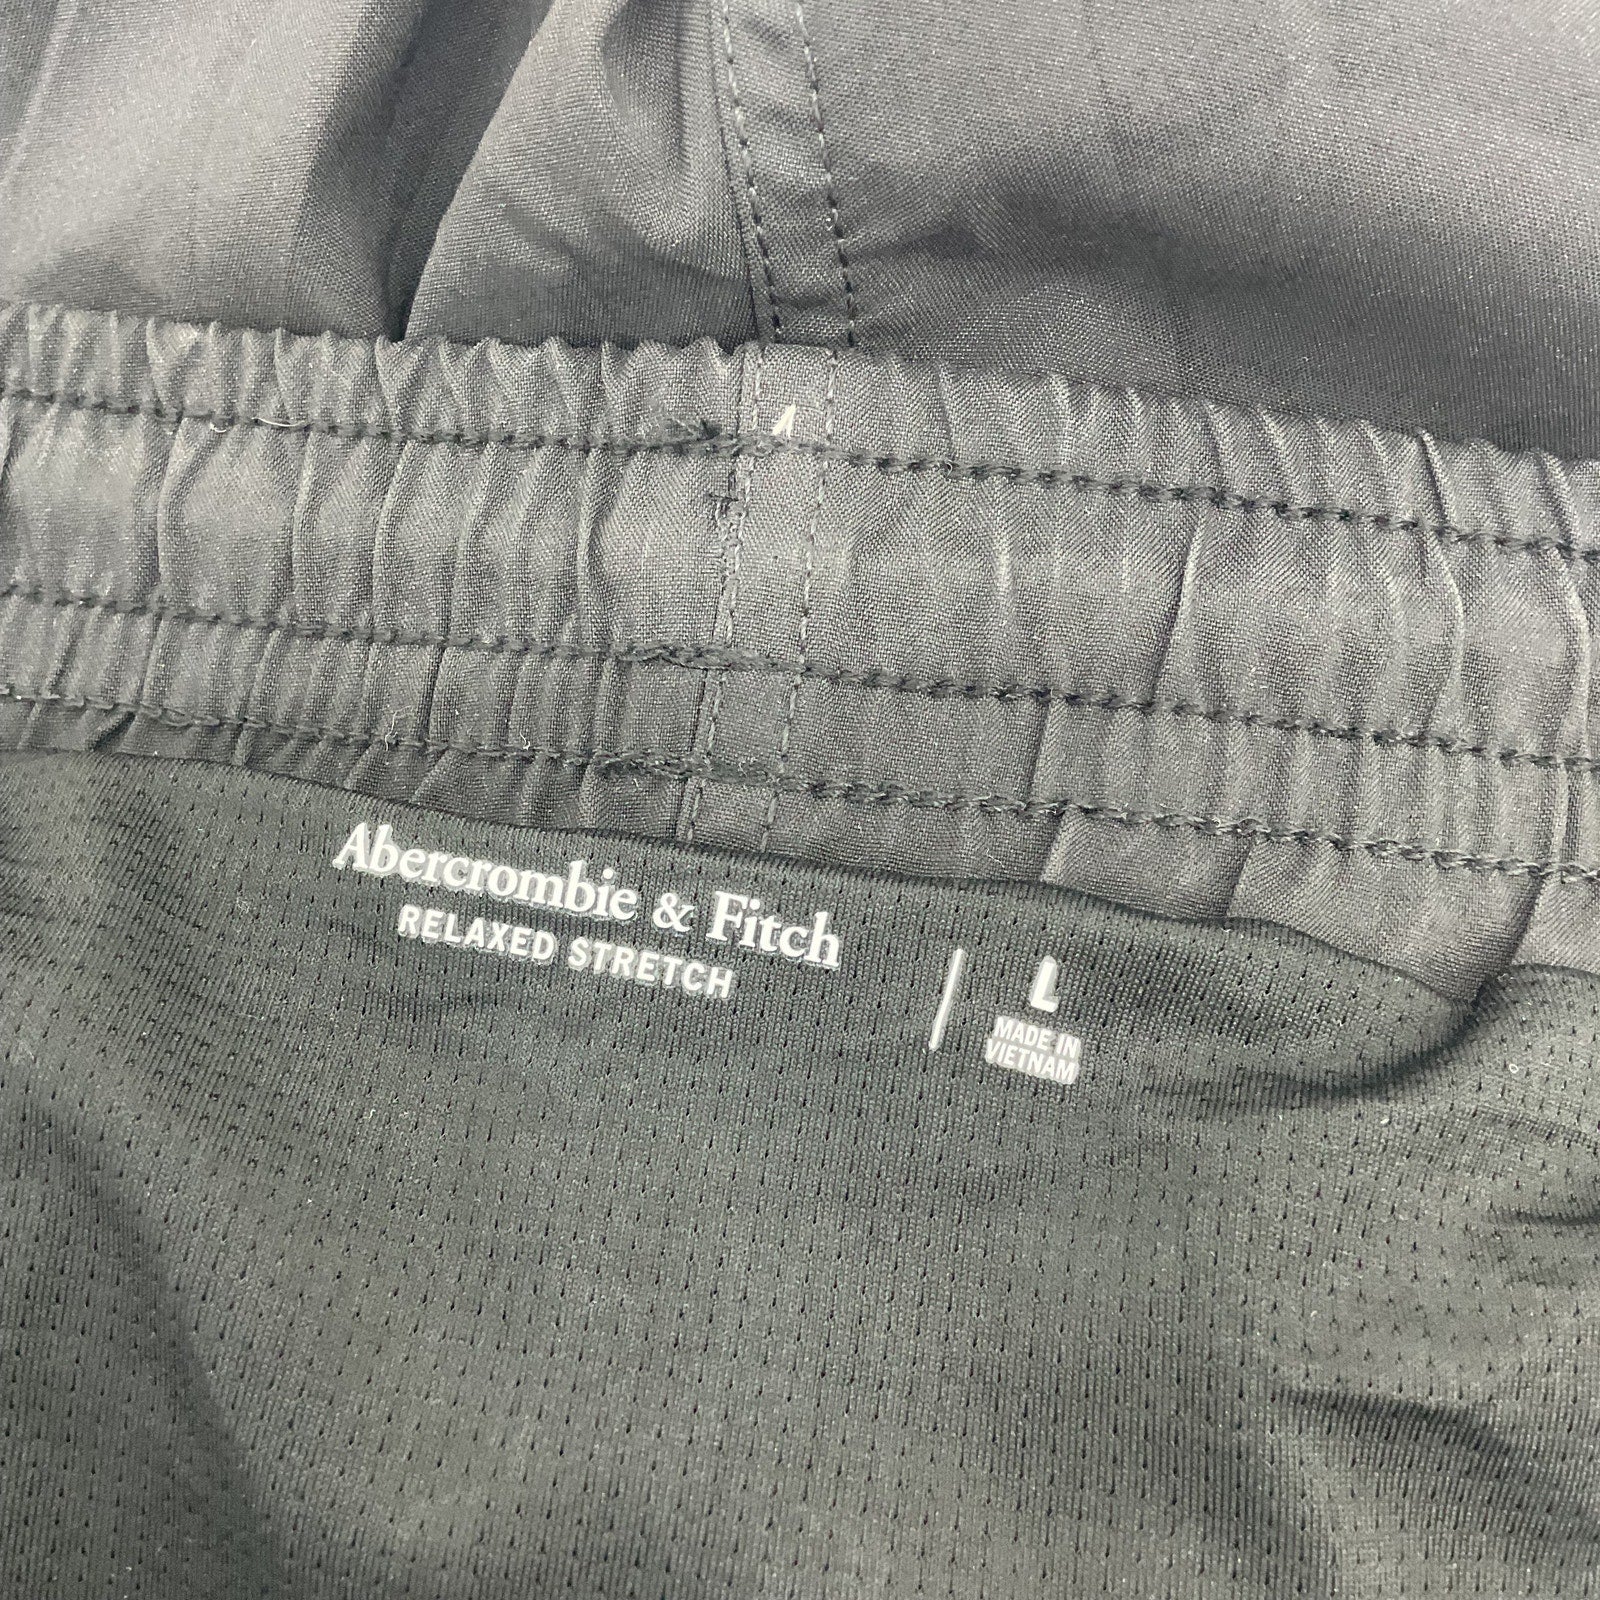 Abercrombie & Fitch
RELAXED STRETCH
L
MADE IN
VIETNAM